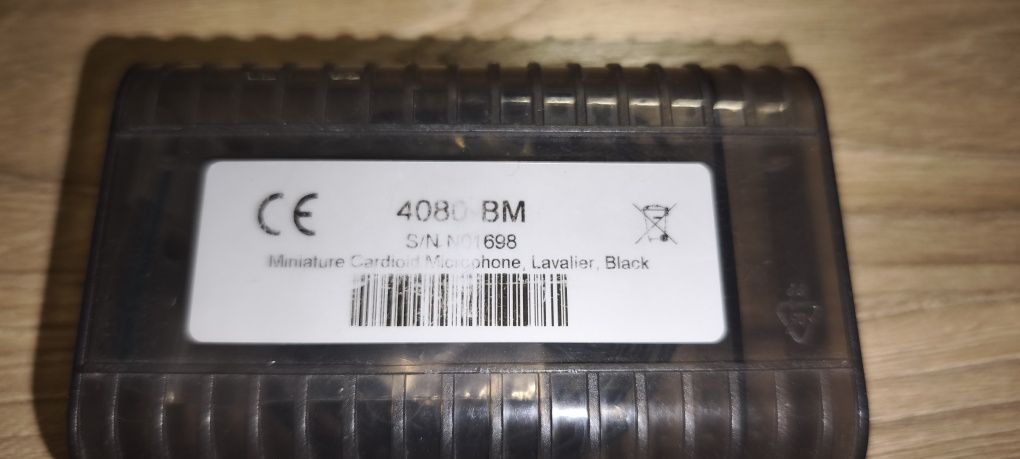 CE 4080-BM
S/N N01698
Miniature Cardioid Microphone, Lavalier, Black